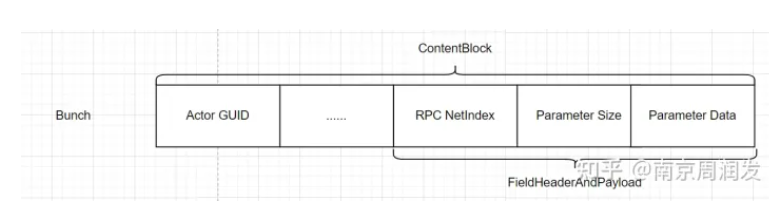 ContentBlock
Bunch
Actor GUID
......
RPC NetIndex
Parameter Size
Parameter Data
FieldHeaderAndPayload
知乎 @南京周润发